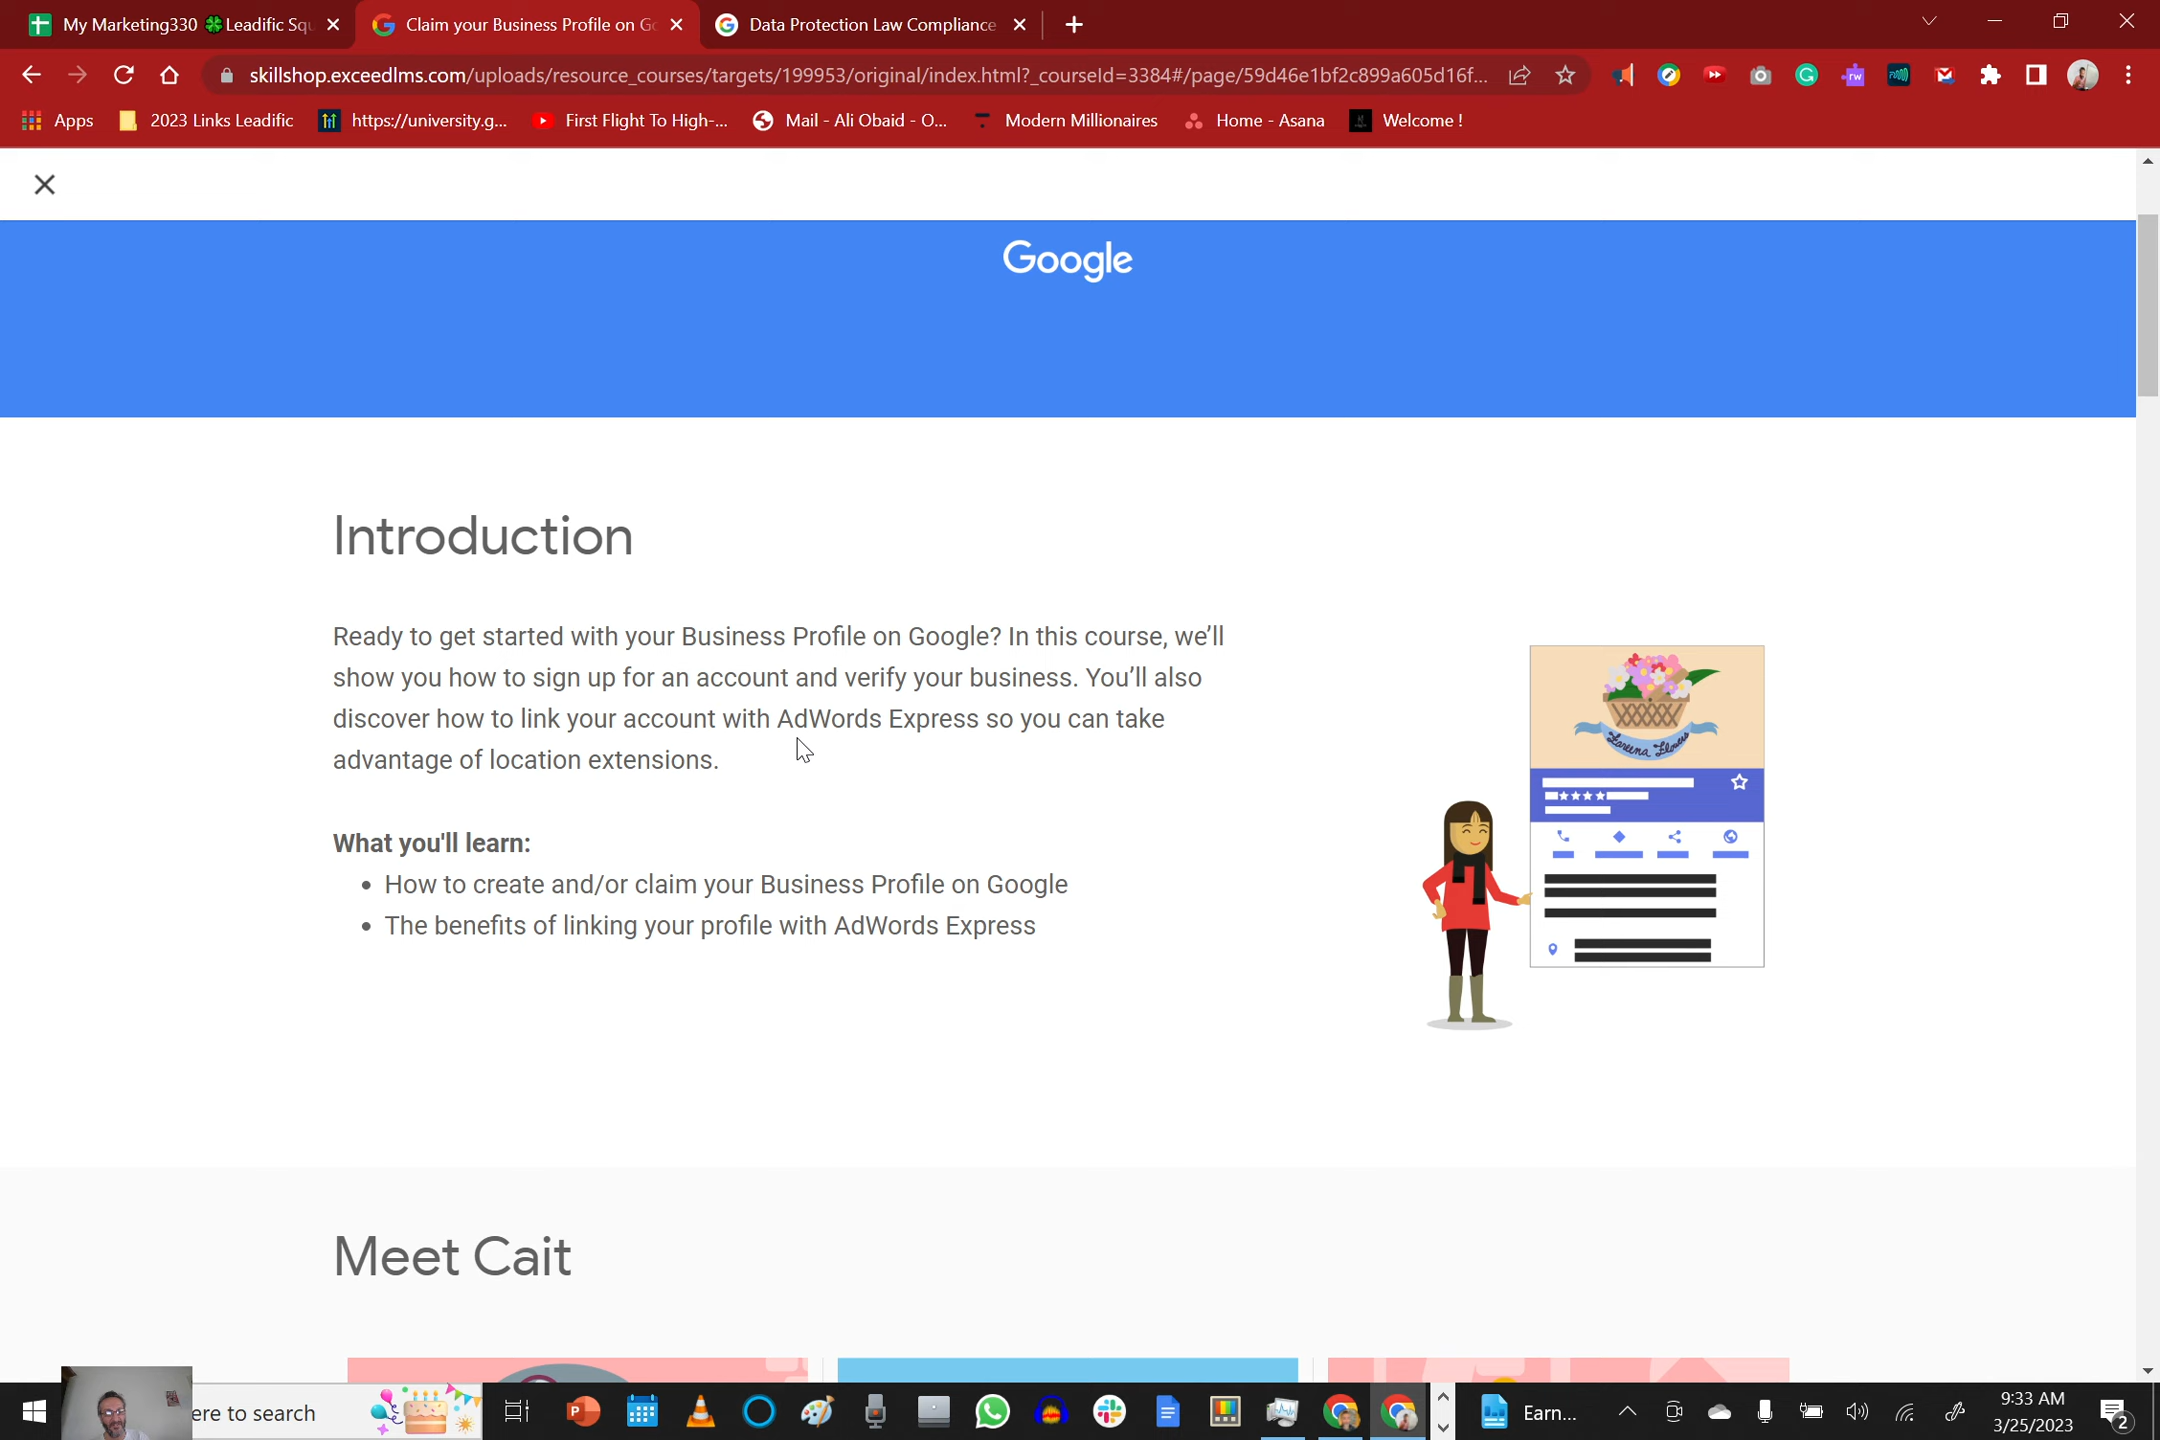 My Marketing330 🍀Leadific Squ
Claim your Business Profile on Go
Data Protection Law Compliance
skillshop.exceedlms.com/uploads/resource_courses/targets/199953/original/index.html?_courseId=3384#/page/59d46e1bf2c899a605d16f...
Apps
2023 Links Leadific
https://university.g...
First Flight To High-...
Mail - Ali Obaid - O...
Modern Millionaires
Home - Asana
Welcome !
Google
Introduction
Ready to get started with your Business Profile on Google? In this course, we’ll
show you how to sign up for an account and verify your business. You’ll also
discover how to link your account with AdWords Express so you can take
advantage of location extensions.
What you'll learn:
• How to create and/or claim your Business Profile on Google
• The benefits of linking your profile with AdWords Express
Fareena Flowers
Meet Cait
ere to search
Earn...
9:33 AM
3/25/2023
2